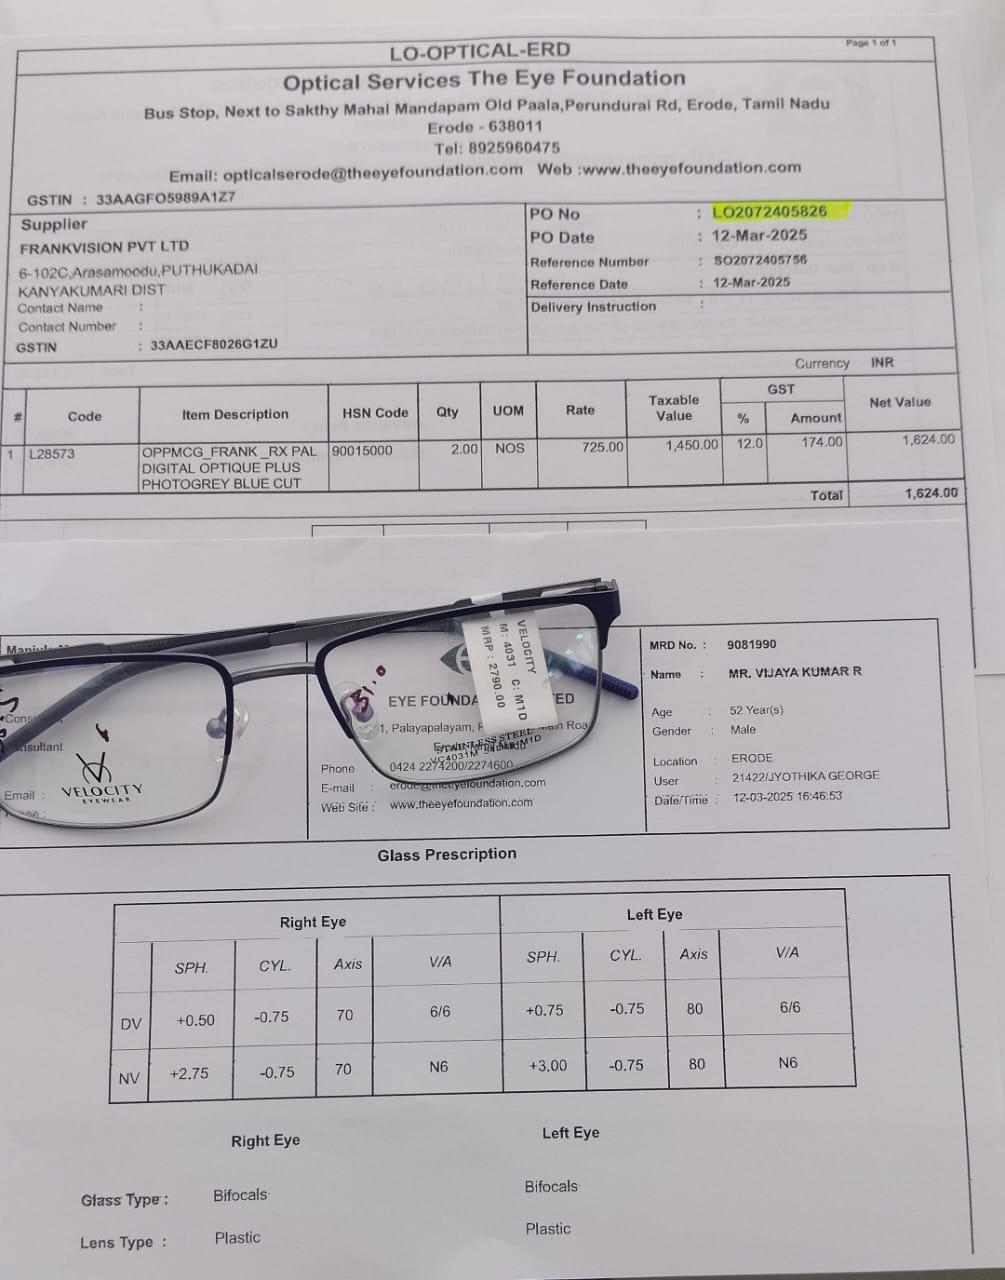 Page 1 of 1
LO-OPTICAL-ERD
Optical Services The Eye Foundation
Bus Stop, Next to Sakthy Mahal Mandapam Old Paala,Perundurai Rd, Erode, Tamil Nadu
Erode - 638011
Tel: 8925960475
Email: opticalserode@theeyefoundation.com Web :www.theeyefoundation.com
GSTIN : 33AAGFO5989A1Z7
Supplier
FRANKVISION PVT LTD
6-102C,Arasamoodu,PUTHUKADAI
KANYAKUMARI DIST
Contact Name :
Contact Number :
GSTIN : 33AAECF8026G1ZU
PO No : LO2072405826
PO Date : 12-Mar-2025
Reference Number : SO2072405756
Reference Date : 12-Mar-2025
Delivery Instruction :
Currency INR
# Code Item Description HSN Code Qty UOM Rate Taxable Value GST % Amount Net Value
1 L28573 OPPMCG_FRANK _RX PAL 90015000 2.00 NOS 725.00 1,450.00 12.0 174.00 1,624.00
DIGITAL OPTIQUE PLUS
PHOTOGREY BLUE CUT
Total 1,624.00
VELOCITY
M: 4031 C: M1D
MRP : 2790.00
31.0
EYE FOUNDA ED
1, Palayapalayam,
STAINLESS STEEL
Phone 0424 2274200/2274600
E-mail : erode@theeyefoundation.com
Web Site : www.theeyefoundation.com
nsultant
VELOCITY
EYEWEAR
Email :
MRD No. : 9081990
Name : MR. VIJAYA KUMAR R
Age : 52 Year(s)
Gender : Male
Location : ERODE
User : 21422/JYOTHIKA GEORGE
Date/Time : 12-03-2025 16:46:53
Glass Prescription
Right Eye Left Eye
SPH. CYL. Axis V/A SPH. CYL. Axis V/A
DV +0.50 -0.75 70 6/6 +0.75 -0.75 80 6/6
NV +2.75 -0.75 70 N6 +3.00 -0.75 80 N6
Right Eye Left Eye
Glass Type : Bifocals Bifocals
Lens Type : Plastic Plastic